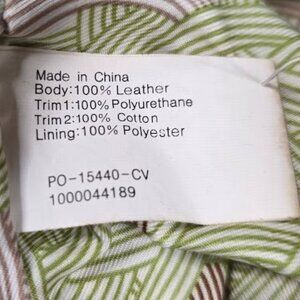 Made in China
Body:100% Leather
Trim1:100% Polyurethane
Trim2:100% Cotton
Lining:100% Polyester
PO-15440-CV
1000044189